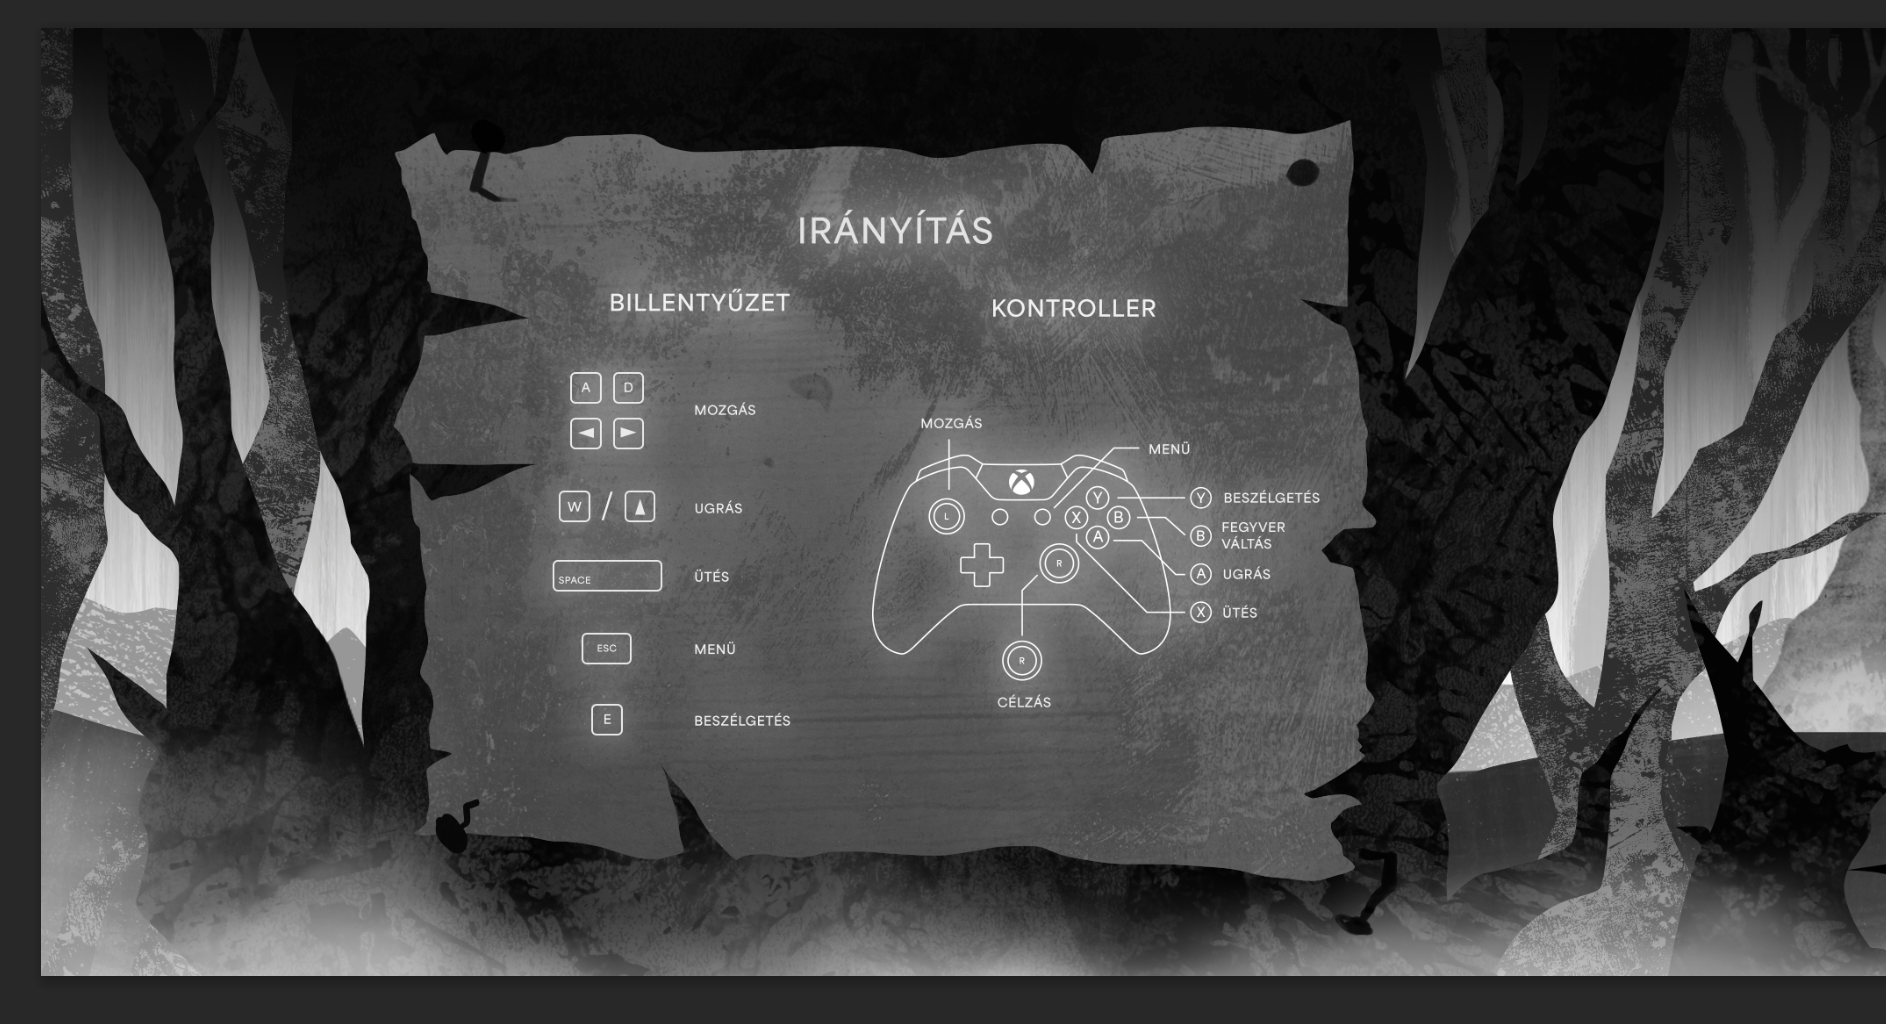 IRÁNYÍTÁS
BILLENTYŰZET
A D
MOZGÁS
W / UGRÁS
SPACE ÜTÉS
ESC MENÜ
E BESZÉLGETÉS
KONTROLLER
MOZGÁS
MENÜ
L
Y
X B
A
R
Y BESZÉLGETÉS
B FEGYVER
VÁLTÁS
A UGRÁS
X ÜTÉS
R
CÉLZÁS